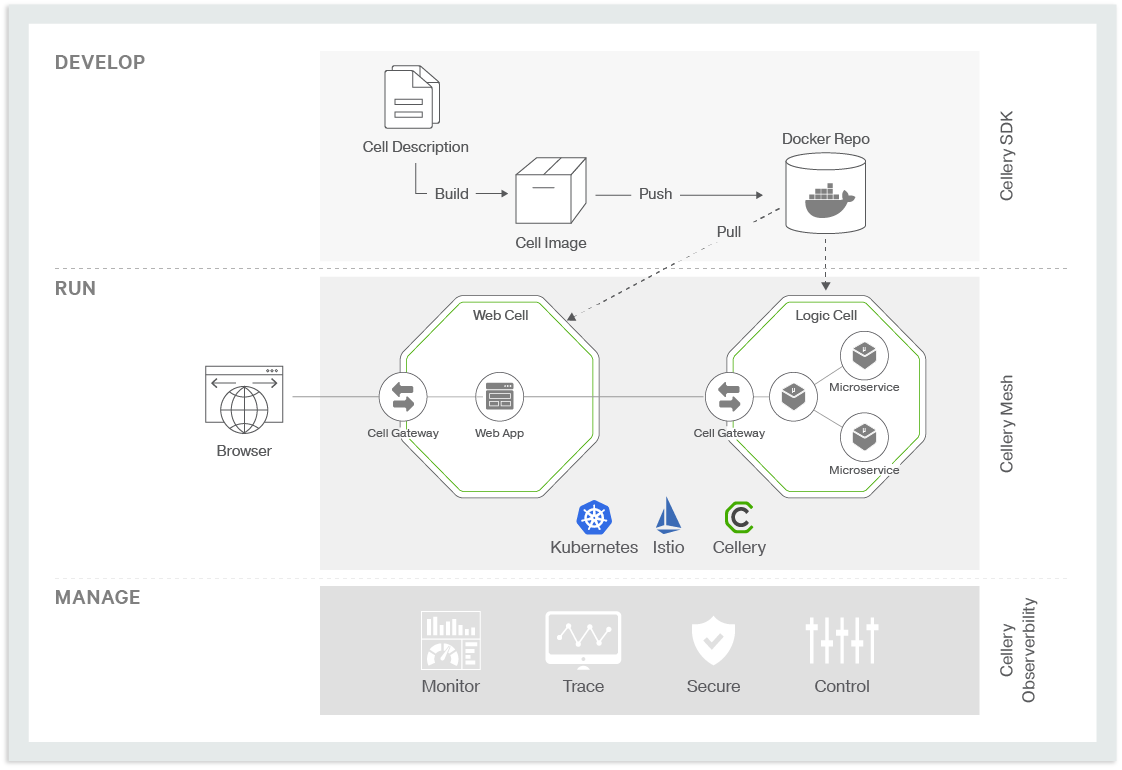 DEVELOP
Cell Description
Build
Cell Image
Push
Docker Repo
Pull
Cellery SDK
RUN
Browser
Web Cell
Cell Gateway
Web App
Logic Cell
Cell Gateway
Microservice
Microservice
Kubernetes
Istio
Cellery
Cellery Mesh
MANAGE
Monitor
Trace
Secure
Control
Cellery
Observerbility